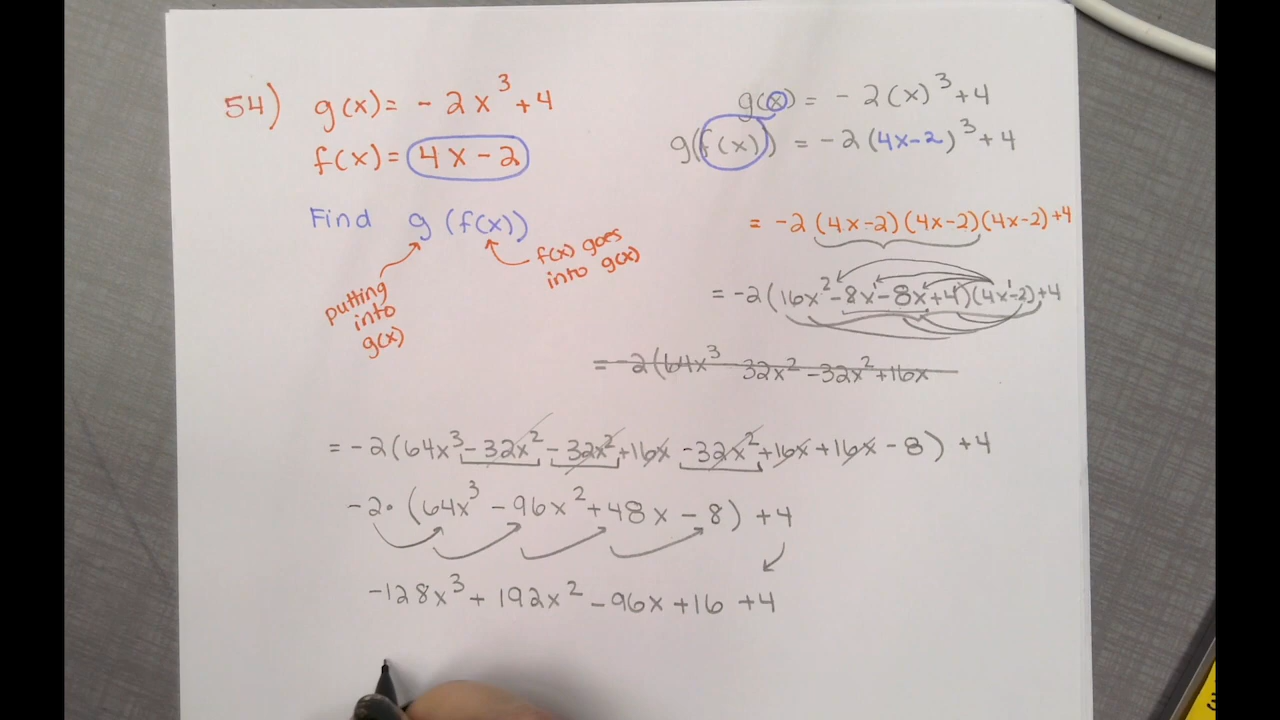 54) g(x) = - 2x³ + 4
f(x) = 4x - 2
Find g (f(x))
putting
into
g(x)
f(x) goes
into g(x)
g(x) = - 2(x)³ + 4
g(f(x)) = -2(4x-2)³ + 4
= -2(4x-2)(4x-2)(4x-2)+4
= -2(16x² - 8x¹ - 8x + 4)(4x¹-2)+4
= -2(64x³ 32x² - 32x² + 16x
= -2(64x³ - 32x² - 32x² + 16x - 32x² + 16x + 16x - 8) + 4
-2· (64x³ - 96x² + 48x - 8) + 4
-128x³ + 192x² - 96x + 16 + 4